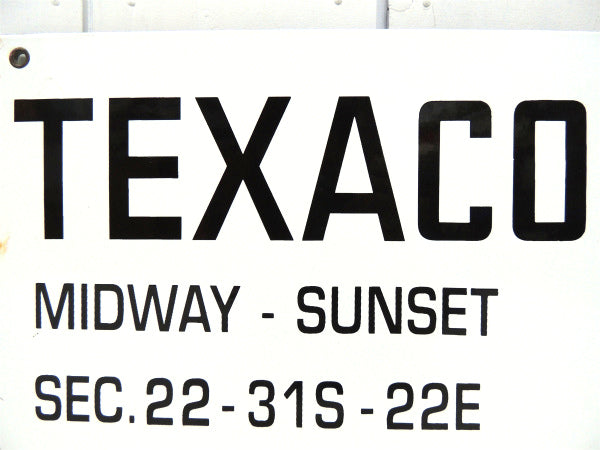 TEXACO
MIDWAY - SUNSET
SEC. 22 - 31S - 22E